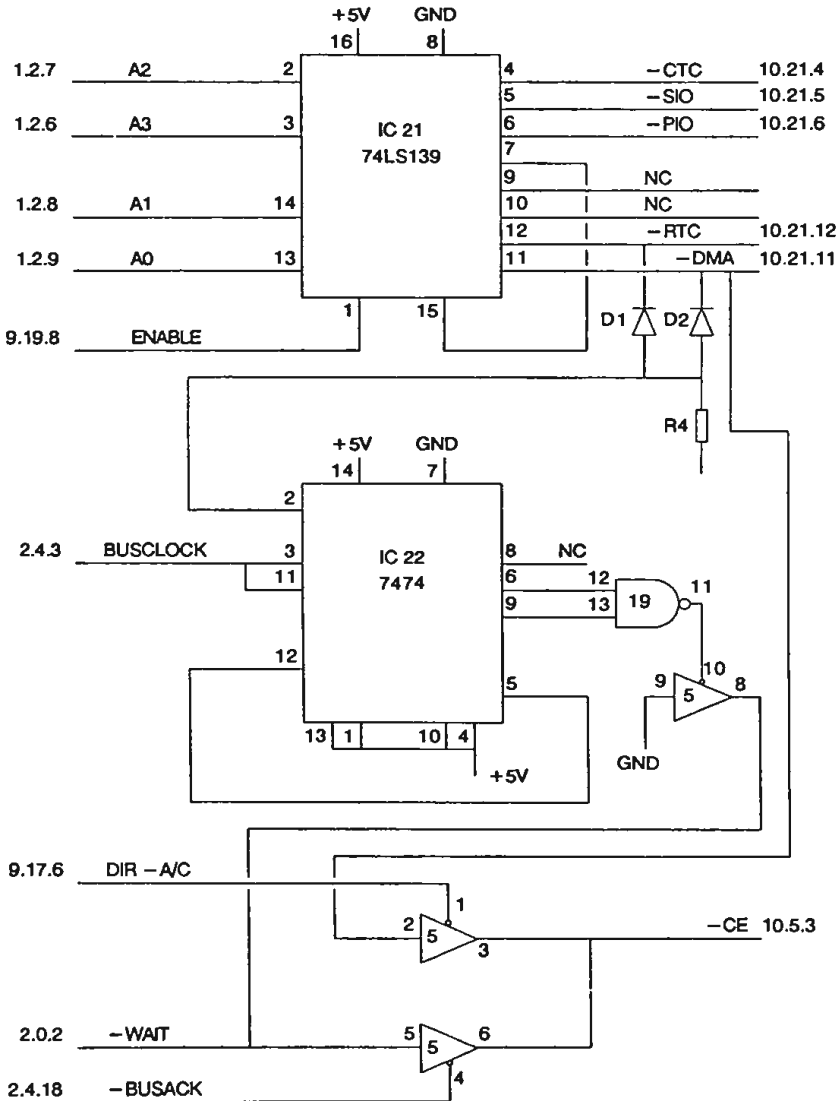 +5V GND
16 8
1.2.7 A2 2 4 –CTC 10.21.4
5 –SIO 10.21.5
1.2.6 A3 3 IC 21 6 –PIO 10.21.6
74LS139 7
9 NC
1.2.8 A1 14 10 NC
12 –RTC 10.21.12
1.2.9 A0 13 11 –DMA 10.21.11
1 15
9.19.8 ENABLE D1 D2
R4
+5V GND
14 7
2
2.4.3 BUSCLOCK 3 IC 22 8 NC
11 7474 6 12 19 11
9 13
12 10
5 9 5 8
13 1 10 4
+5V GND
9.17.6 DIR –A/C
1
2 5 3 –CE 10.5.3
2.0.2 –WAIT 5 5 6
4
2.4.18 –BUSACK